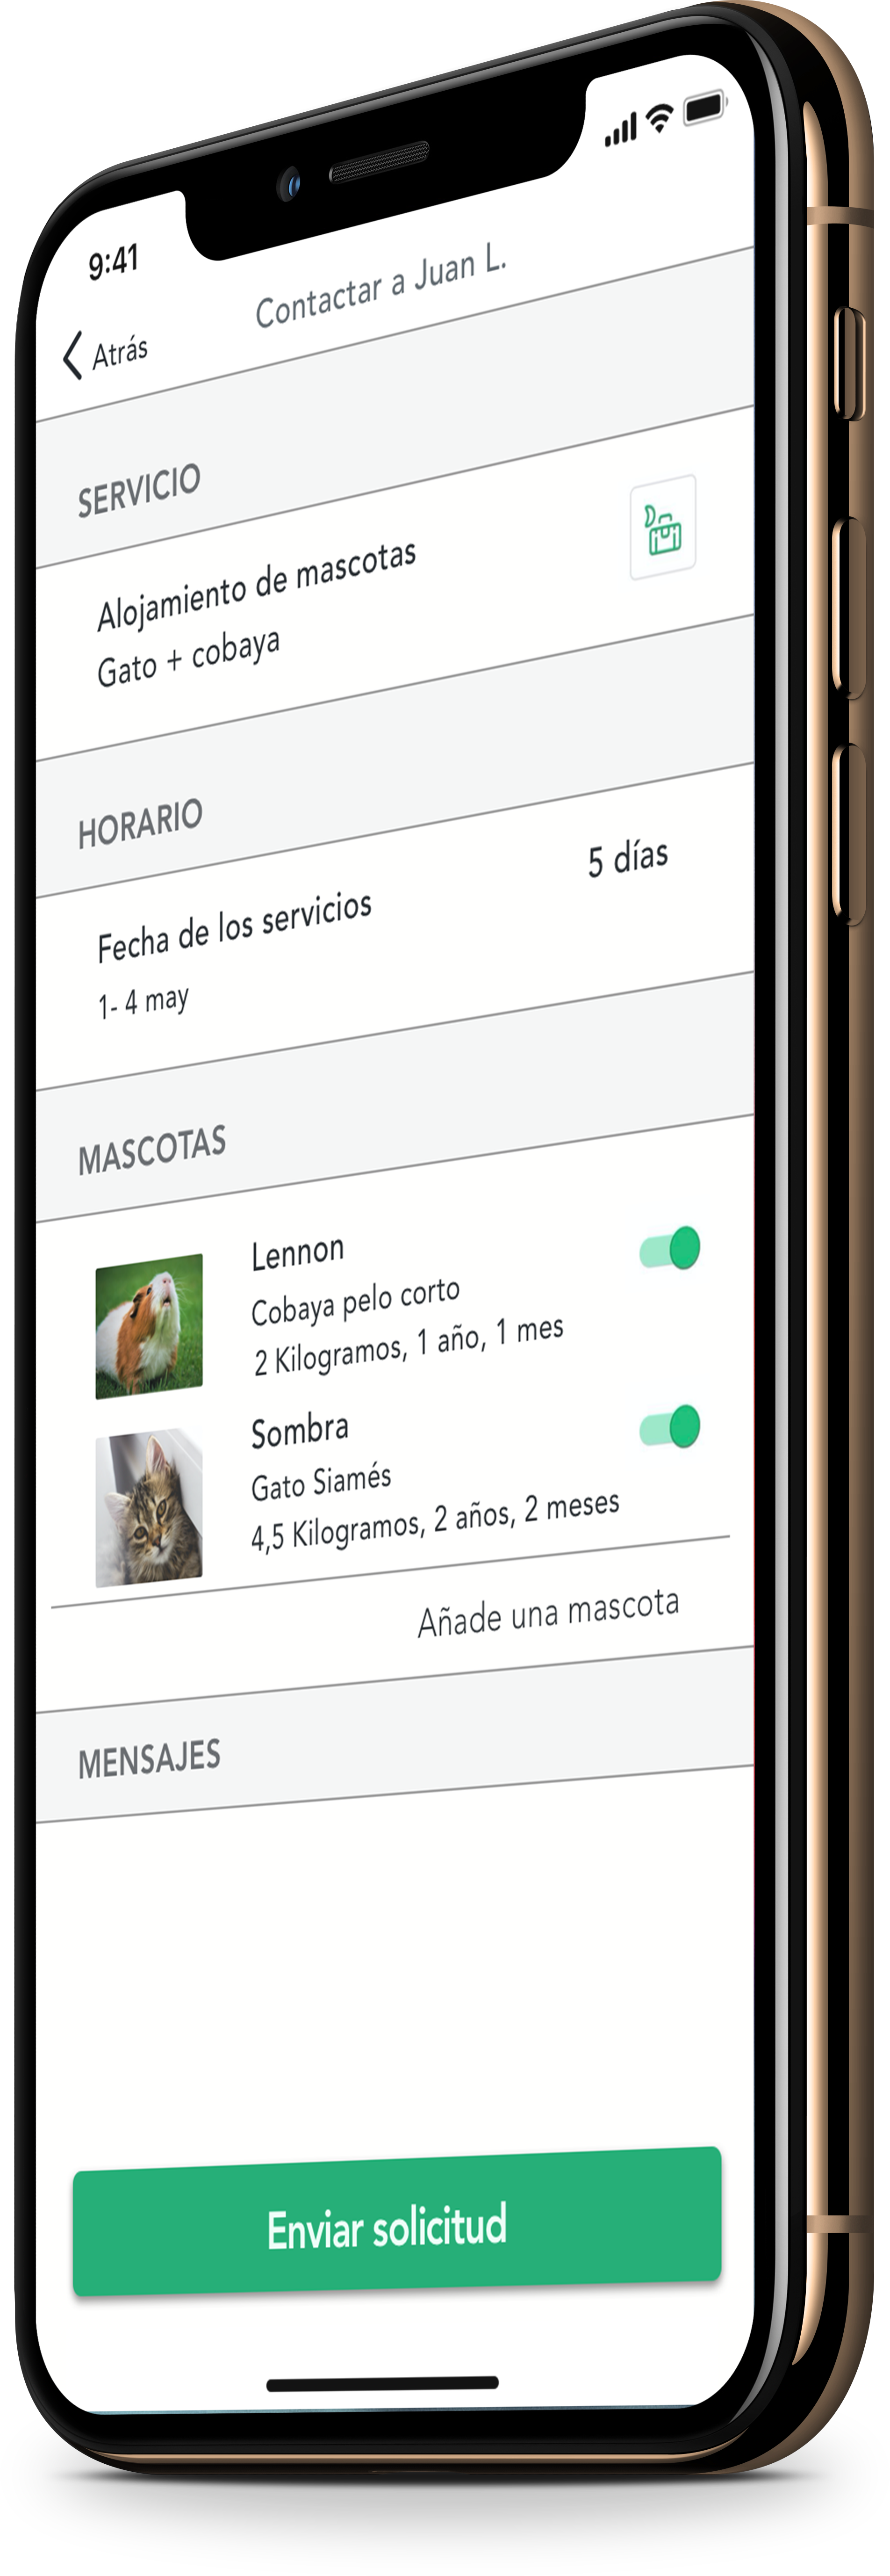 9:41
Atrás
Contactar a Juan L.
SERVICIO
Alojamiento de mascotas
Gato + cobaya
HORARIO
Fecha de los servicios
5 días
1- 4 may
MASCOTAS
Lennon
Cobaya pelo corto
2 Kilogramos, 1 año, 1 mes
Sombra
Gato Siamés
4,5 Kilogramos, 2 años, 2 meses
Añade una mascota
MENSAJES
Enviar solicitud